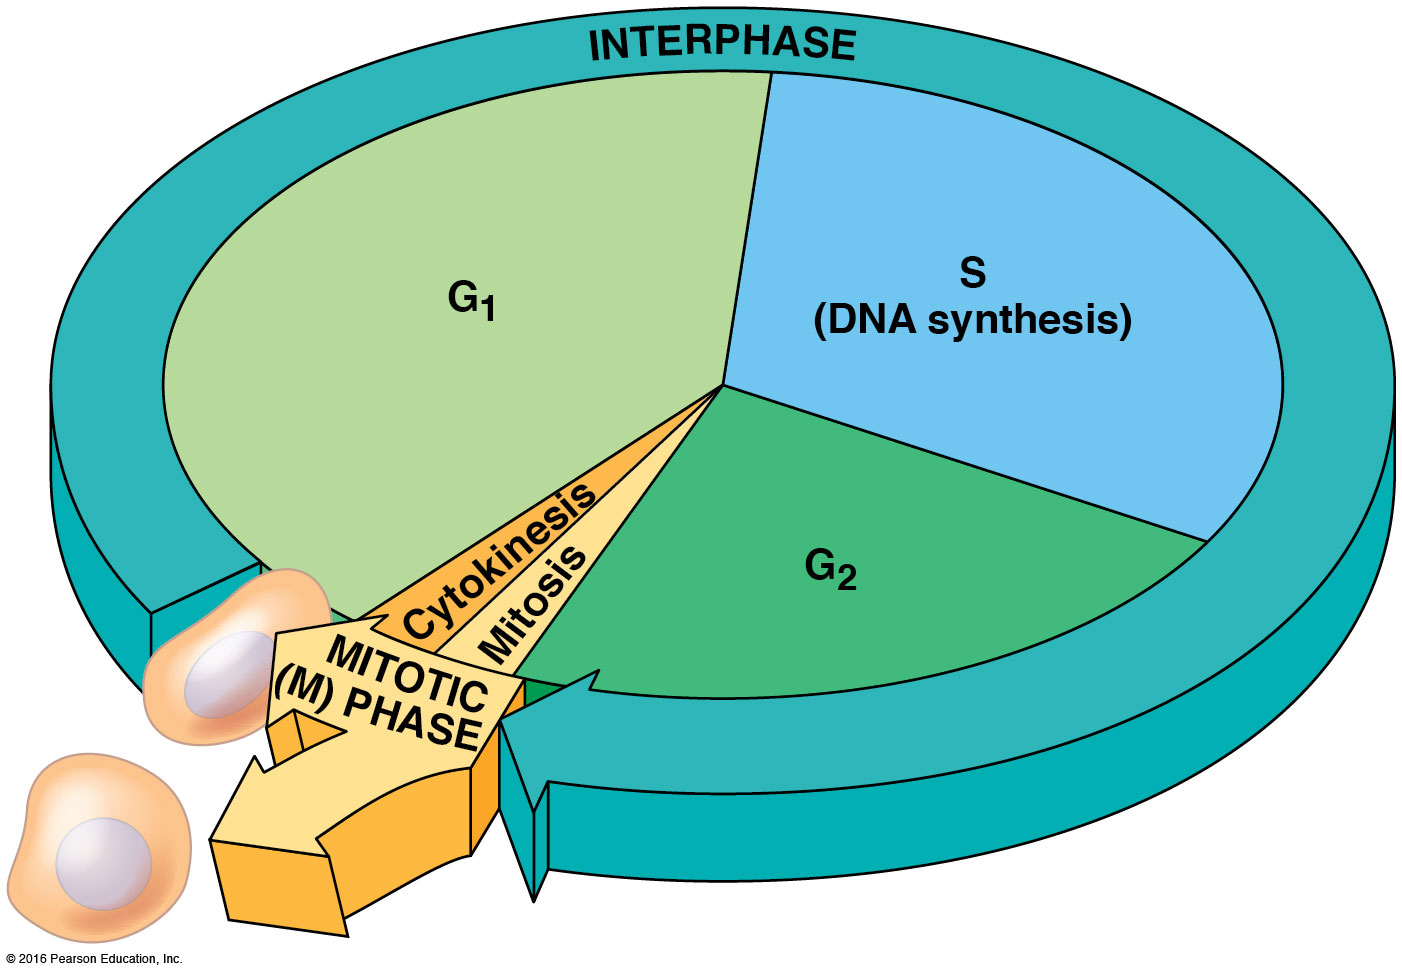 INTERPHASE
G1
S
(DNA synthesis)
G2
Cytokinesis
Mitosis
MITOTIC
(M) PHASE
© 2016 Pearson Education, Inc.